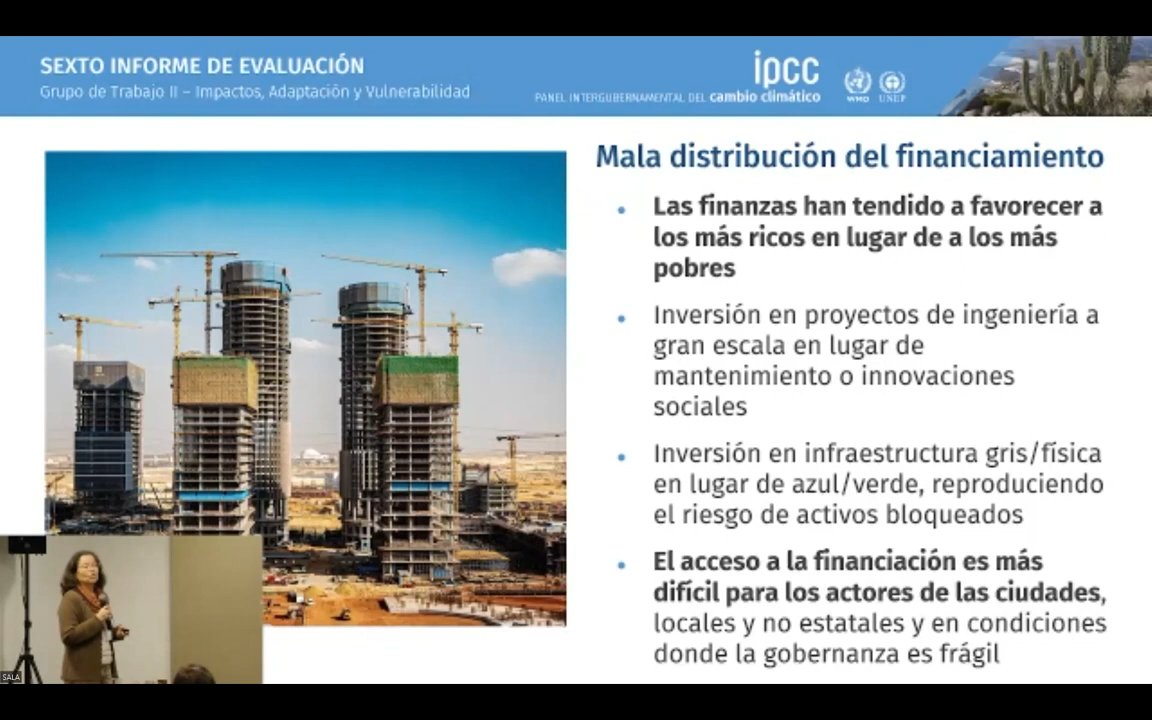 SEXTO INFORME DE EVALUACIÓN
Grupo de Trabajo II – Impactos, Adaptación y Vulnerabilidad
ipcc
PANEL INTERGUBERNAMENTAL DEL cambio climático
WMO
UNEP
Mala distribución del financiamiento
• Las finanzas han tendido a favorecer a
los más ricos en lugar de a los más
pobres
• Inversión en proyectos de ingeniería a
gran escala en lugar de
mantenimiento o innovaciones
sociales
• Inversión en infraestructura gris/física
en lugar de azul/verde, reproduciendo
el riesgo de activos bloqueados
• El acceso a la financiación es más
difícil para los actores de las ciudades,
locales y no estatales y en condiciones
donde la gobernanza es frágil
SALA